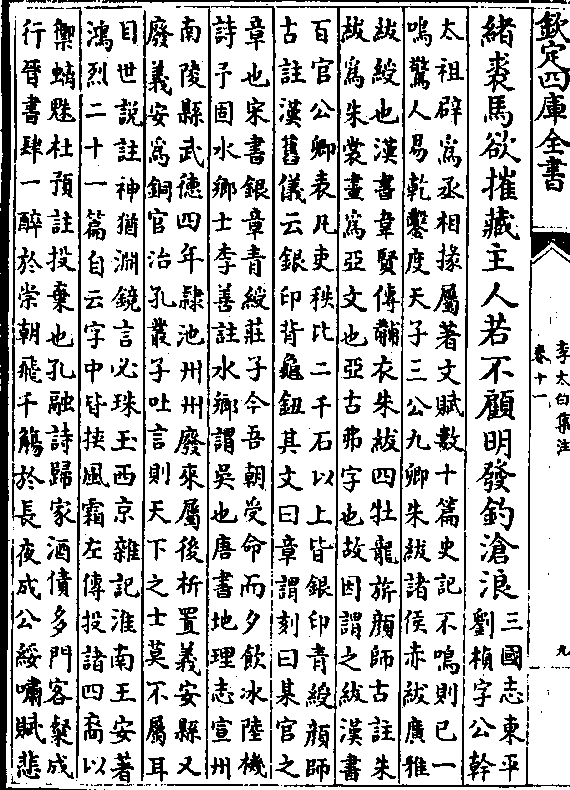 欽定四庫全書
李太白集注
卷十一
九
緒裘馬欲摧藏主人若不顧明發釣滄浪
三國志東平
劉楨字公幹
太祖辟為丞相掾屬著文賦數十篇史記不鳴則已一
鳴驚人易乾鑿度天子三公九卿朱紱諸侯赤紱廣雅
紱綬也漢書韋賢傳黼衣朱紱四牡龍旂顔師古註朱
紱為朱裳畫為亞文也亞古弗字也故因謂之紱漢書
百官公卿表凡吏秩比二千石以上皆銀印青綬顔師
古註漢舊儀云銀印背龜鈕其文曰章謂刻曰某官之
章也宋書銀章青綬莊子今吾朝受命而夕飲冰陸機
詩予固水鄉士李善註水鄉謂吳也唐書地理志宣州
南陵縣武德四年隷池州州廢來屬後析置義安縣又
廢義安為銅官治孔叢子吐言則天下之士莫不屬耳
目世説註神猶淵鏡言必珠玉西京雜記淮南王安著
鴻烈二十一篇自云字中皆挾風霜左傳投諸四裔以
禦螭魅杜預註投棄也孔融詩歸家酒債多門客粲成
行晉書肆一醉於崇朝飛千觴於長夜成公綏嘯賦悲